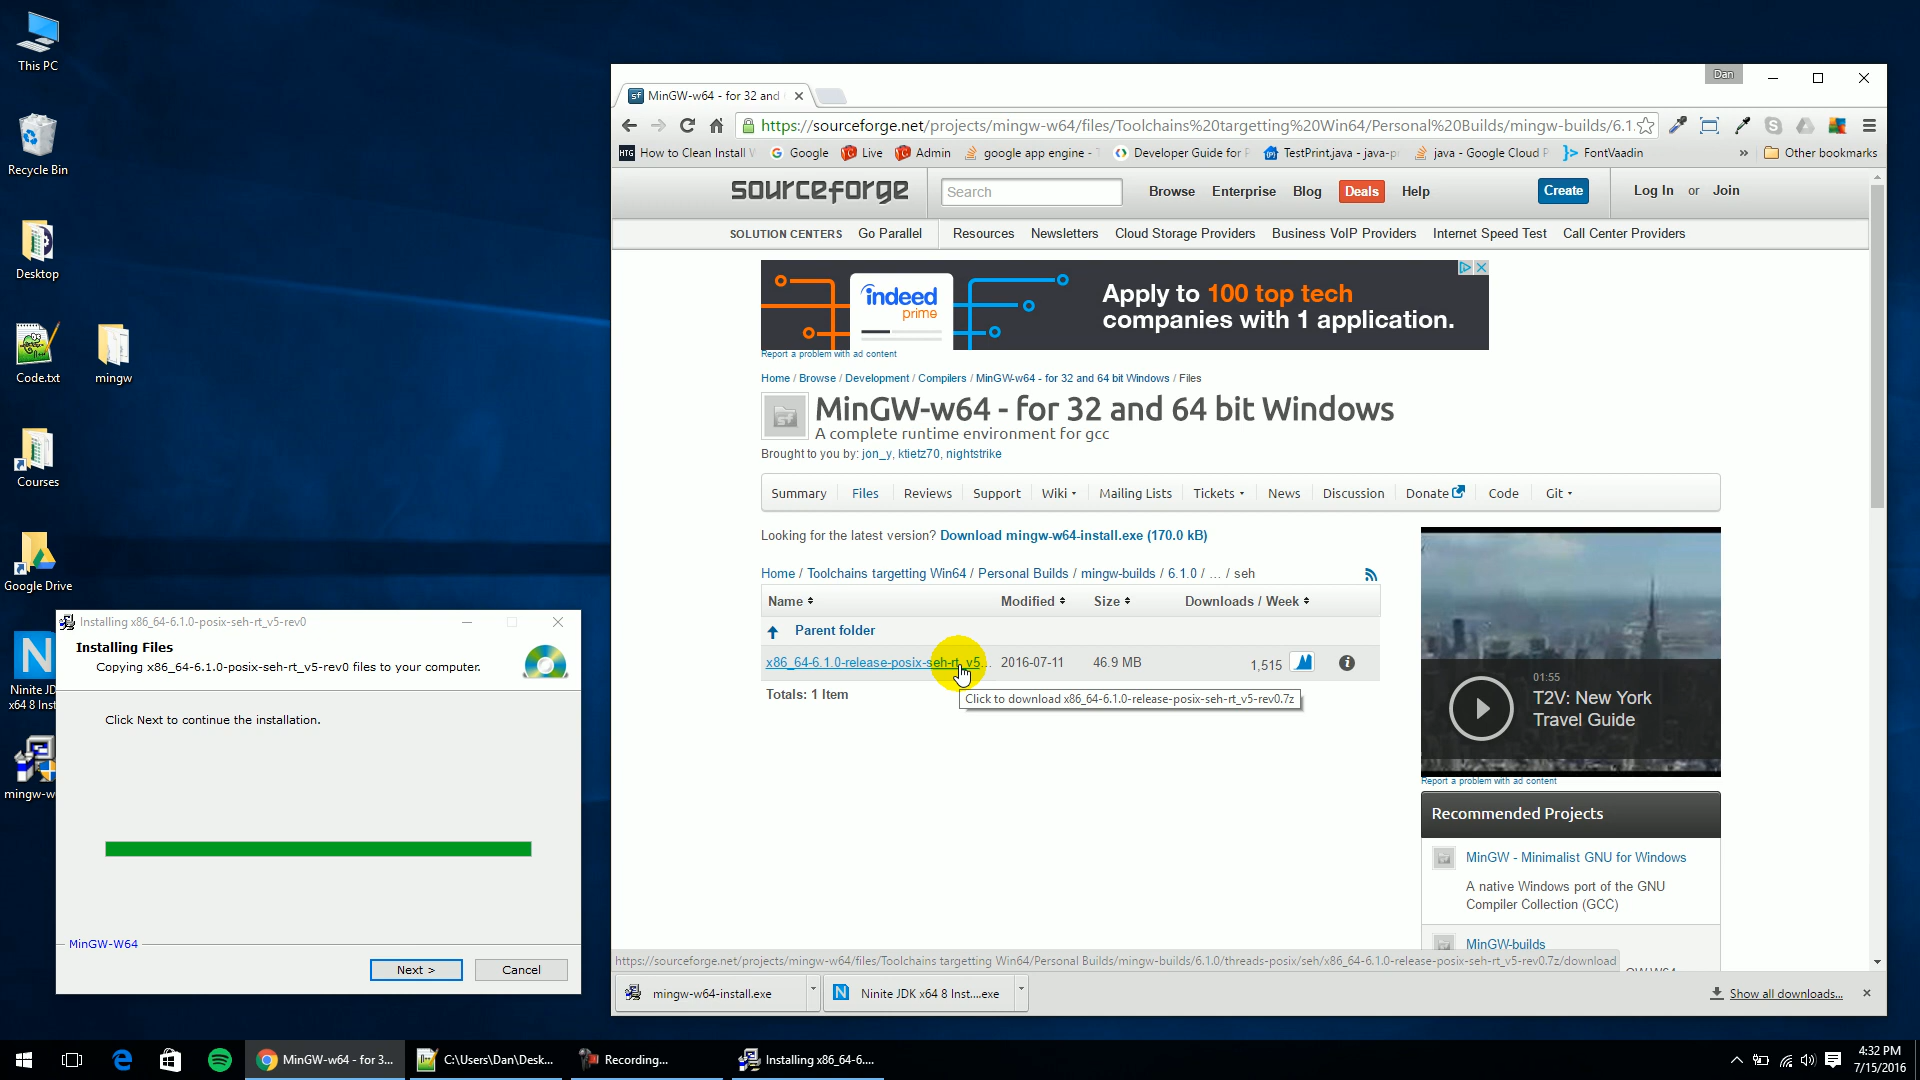 This PC
Recycle Bin
Desktop
Code.txt
mingw
Courses
Google Drive
Ninite JD
x64 8 Inst
mingw-w
Installing x86_64-6.1.0-posix-seh-rt_v5-rev0
Installing Files
Copying x86_64-6.1.0-posix-seh-rt_v5-rev0 files to your computer.
Click Next to continue the installation.
MinGW-W64
Next >
Cancel
Dan
MinGW-w64 - for 32 and
https://sourceforge.net/projects/mingw-w64/files/Toolchains%20targetting%20Win64/Personal%20Builds/mingw-builds/6.1.
HTG How to Clean Install
Google
Live
Admin
google app engine -
Developer Guide for
TestPrint.java - java-p
java - Google Cloud P
FontVaadin
»
Other bookmarks
sourceforge
Search
Browse
Enterprise
Blog
Deals
Help
Create
Log In or Join
SOLUTION CENTERS
Go Parallel
Resources
Newsletters
Cloud Storage Providers
Business VoIP Providers
Internet Speed Test
Call Center Providers
indeed
prime
Apply to 100 top tech
companies with 1 application.
Report a problem with ad content
Home / Browse / Development / Compilers / MinGW-w64 - for 32 and 64 bit Windows / Files
MinGW-w64 - for 32 and 64 bit Windows
A complete runtime environment for gcc
Brought to you by: jon_y, ktietz70, nightstrike
Summary
Files
Reviews
Support
Wiki
Mailing Lists
Tickets
News
Discussion
Donate
Code
Git
Looking for the latest version? Download mingw-w64-install.exe (170.0 kB)
Home / Toolchains targetting Win64 / Personal Builds / mingw-builds / 6.1.0 / ... / seh
Name
Modified
Size
Downloads / Week
Parent folder
x86_64-6.1.0-release-posix-seh-rt_v5...
2016-07-11
46.9 MB
1,515
Totals: 1 Item
Click to download x86_64-6.1.0-release-posix-seh-rt_v5-rev0.7z
01:55
T2V: New York
Travel Guide
Report a problem with ad content
Recommended Projects
MinGW - Minimalist GNU for Windows
A native Windows port of the GNU
Compiler Collection (GCC)
MinGW-builds
https://sourceforge.net/projects/mingw-w64/files/Toolchains targetting Win64/Personal Builds/mingw-builds/6.1.0/threads-posix/seh/x86_64-6.1.0-release-posix-seh-rt_v5-rev0.7z/download
mingw-w64-install.exe
Ninite JDK x64 8 Inst....exe
Show all downloads...
MinGW-w64 - for 3...
C:\Users\Dan\Desk...
Recording...
Installing x86_64-6....
4:32 PM
7/15/2016